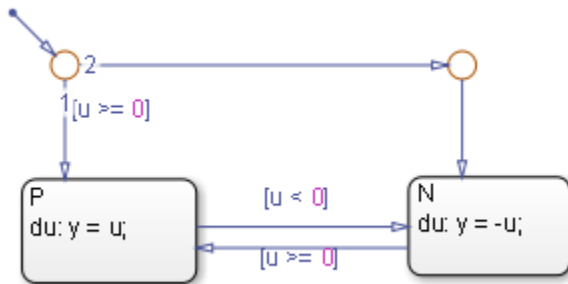 2
1
[u >= 0]
P
du: y = u;
[u < 0]
[u >= 0]
N
du: y = -u;